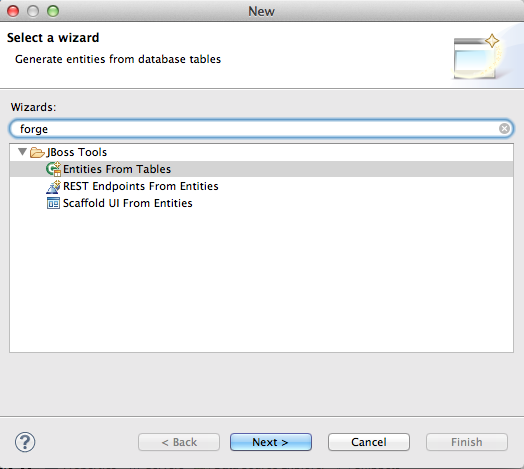 New
Select a wizard
Generate entities from database tables
Wizards:
forge
JBoss Tools
Entities From Tables
REST Endpoints From Entities
Scaffold UI From Entities
?
< Back
Next >
Cancel
Finish